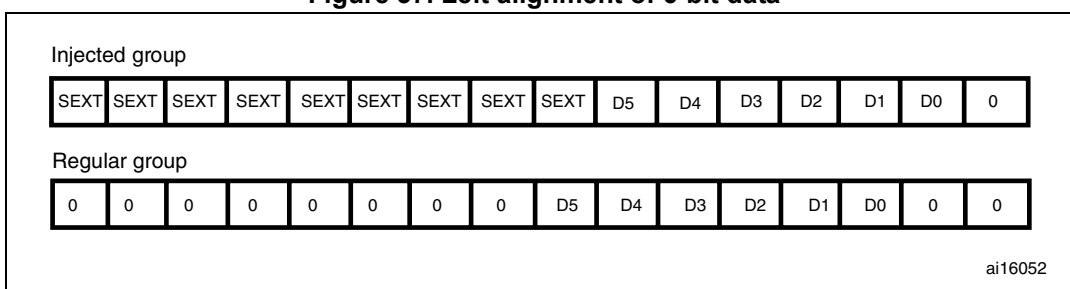 Injected group
SEXT SEXT SEXT SEXT SEXT SEXT SEXT SEXT SEXT D5 D4 D3 D2 D1 D0 0
Regular group
0 0 0 0 0 0 0 0 D5 D4 D3 D2 D1 D0 0 0
ai16052